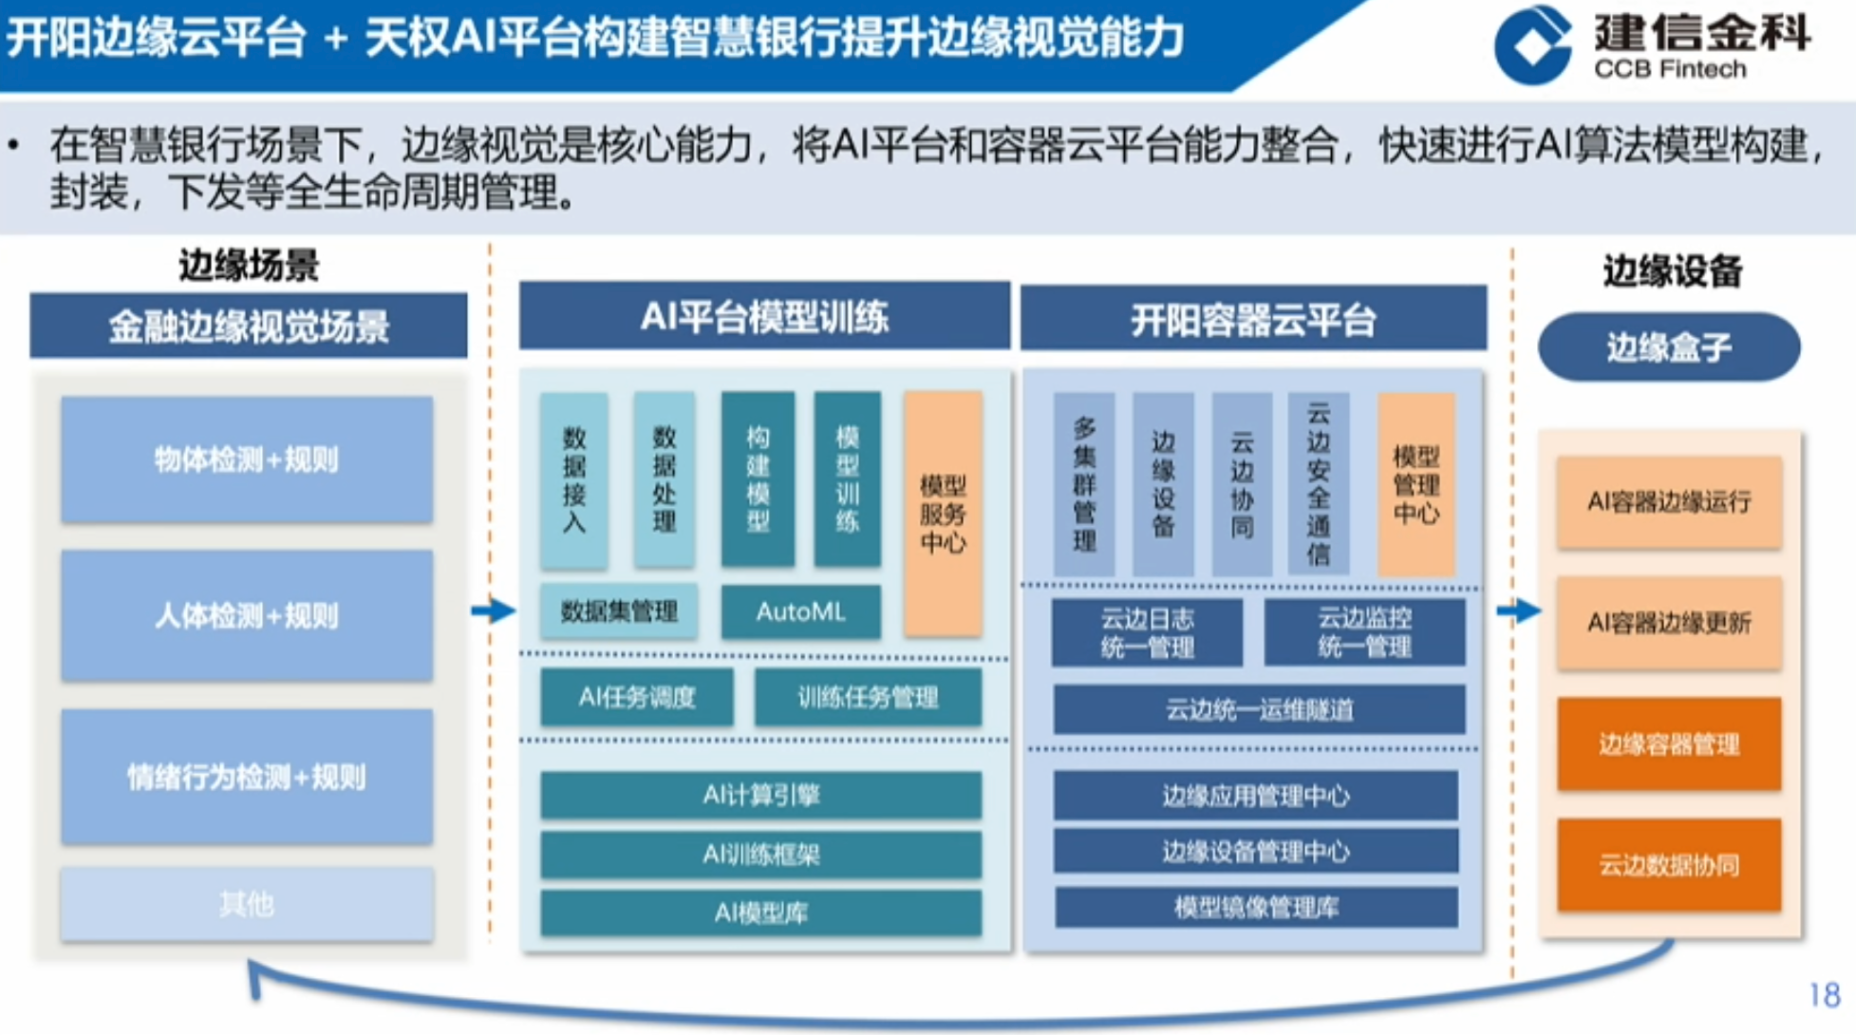 开阳边缘云平台 + 天权AI平台构建智慧银行提升边缘视觉能力
建信金科
CCB Fintech
• 在智慧银行场景下，边缘视觉是核心能力，将AI平台和容器云平台能力整合，快速进行AI算法模型构建，
封装，下发等全生命周期管理。
边缘场景
金融边缘视觉场景
物体检测+规则
人体检测+规则
情绪行为检测+规则
其他
AI平台模型训练
数据接入
数据处理
构建模型
模型训练
模型
服务
中心
数据集管理
AutoML
AI任务调度
训练任务管理
AI计算引擎
AI训练框架
AI模型库
开阳容器云平台
多集群管理
边缘设备
云边协同
云边安全通信
模型
管理
中心
云边日志
统一管理
云边监控
统一管理
云边统一运维隧道
边缘应用管理中心
边缘设备管理中心
模型镜像管理库
边缘设备
边缘盒子
AI容器边缘运行
AI容器边缘更新
边缘容器管理
云边数据协同
18